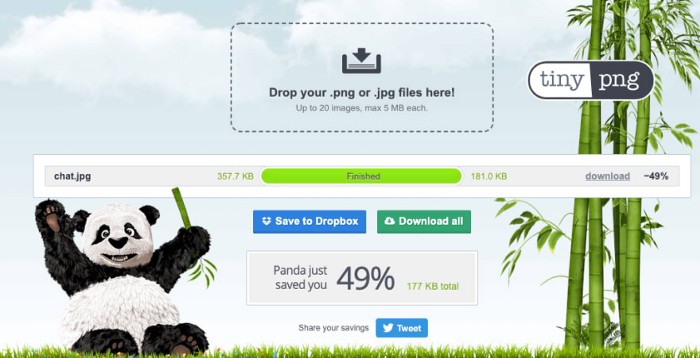 Drop your .png or .jpg files here!
Up to 20 images, max 5 MB each.
tiny png
chat.jpg 357.7 KB Finished 181.0 KB download −49%
Save to Dropbox Download all
Panda just saved you 49% 177 KB total
Share your savings Tweet